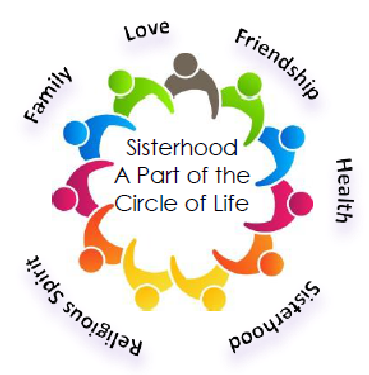 Love
Friendship
Health
Sisterhood
Religious Spirit
Family
Sisterhood
A Part of the
Circle of Life